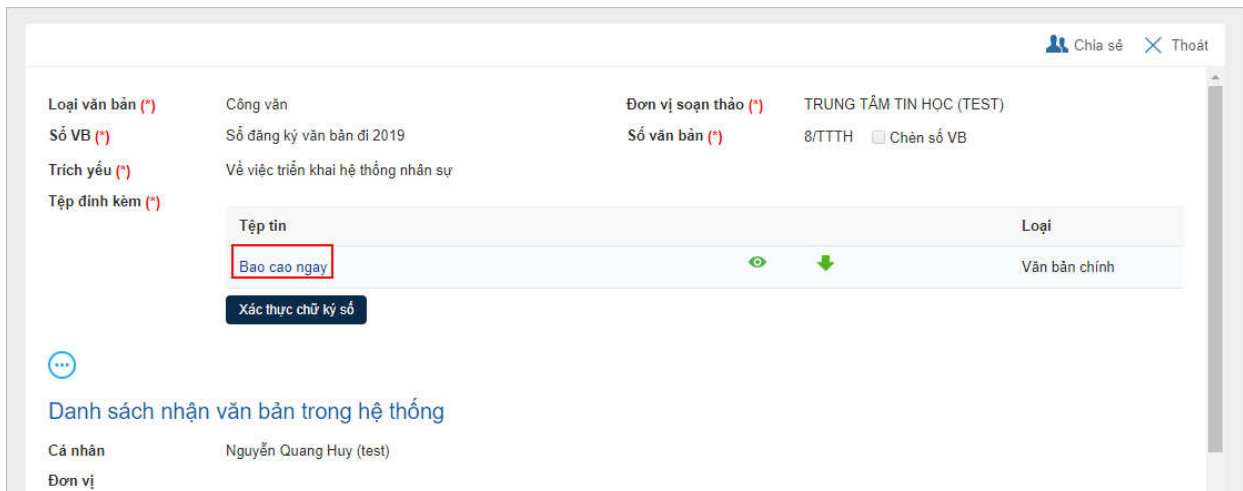 Chia sẻ Thoát
Loại văn bản (*) Công văn Đơn vị soạn thảo (*) TRUNG TÂM TIN HỌC (TEST)
Sổ VB (*) Sổ đăng ký văn bản đi 2019 Số văn bản (*) 8/TTTH Chèn số VB
Trích yếu (*) Về việc triển khai hệ thống nhân sự
Tệp đính kèm (*)
Tệp tin Loại
Bao cao ngay Văn bản chính
Xác thực chữ ký số
Danh sách nhận văn bản trong hệ thống
Cá nhân Nguyễn Quang Huy (test)
Đơn vị